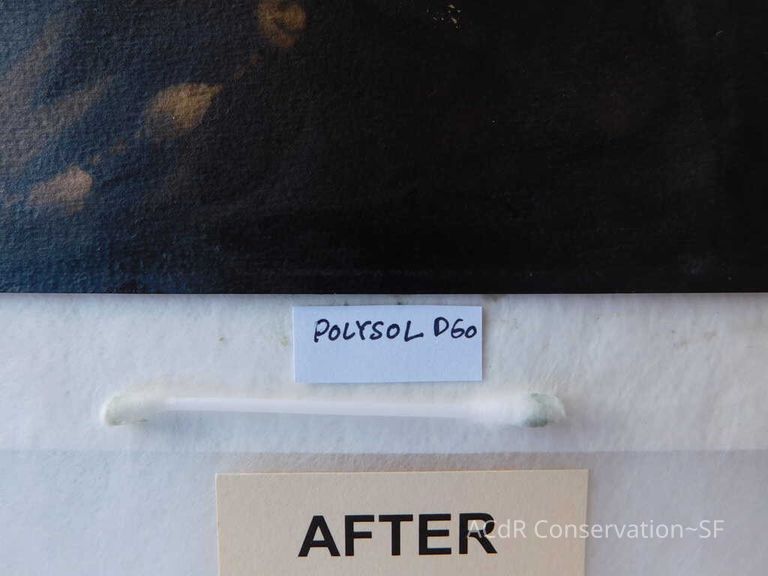 POLYSOL D60
AFTER
ACdR Conservation~SF